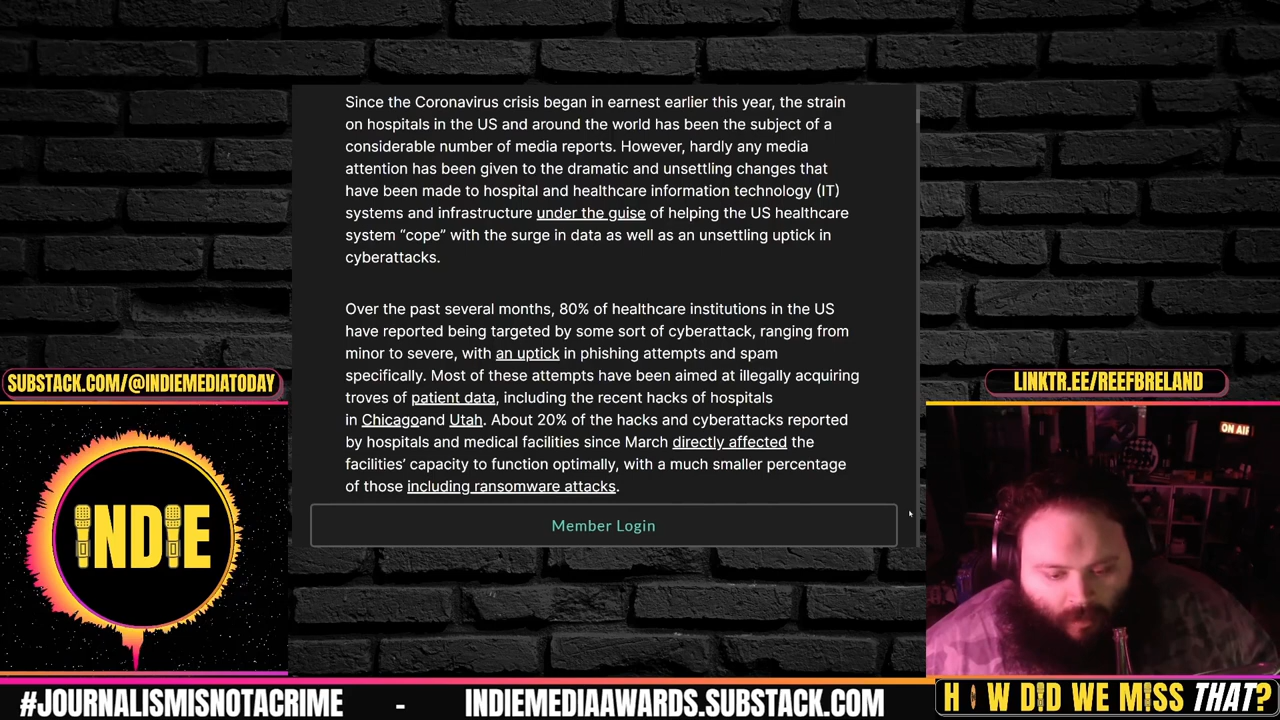 Since the Coronavirus crisis began in earnest earlier this year, the strain
on hospitals in the US and around the world has been the subject of a
considerable number of media reports. However, hardly any media
attention has been given to the dramatic and unsettling changes that
have been made to hospital and healthcare information technology (IT)
systems and infrastructure under the guise of helping the US healthcare
system “cope” with the surge in data as well as an unsettling uptick in
cyberattacks.
Over the past several months, 80% of healthcare institutions in the US
have reported being targeted by some sort of cyberattack, ranging from
minor to severe, with an uptick in phishing attempts and spam
specifically. Most of these attempts have been aimed at illegally acquiring
troves of patient data, including the recent hacks of hospitals
in Chicagoand Utah. About 20% of the hacks and cyberattacks reported
by hospitals and medical facilities since March directly affected the
facilities’ capacity to function optimally, with a much smaller percentage
of those including ransomware attacks.
Member Login
SUBSTACK.COM/@INDIEMEDIATODAY
INDIE
LINKTR.EE/REEFBRELAND
ON AIR
#JOURNALISMISNOTACRIME - INDIEMEDIAAWARDS.SUBSTACK.COM
HOW DID WE MISS THAT?